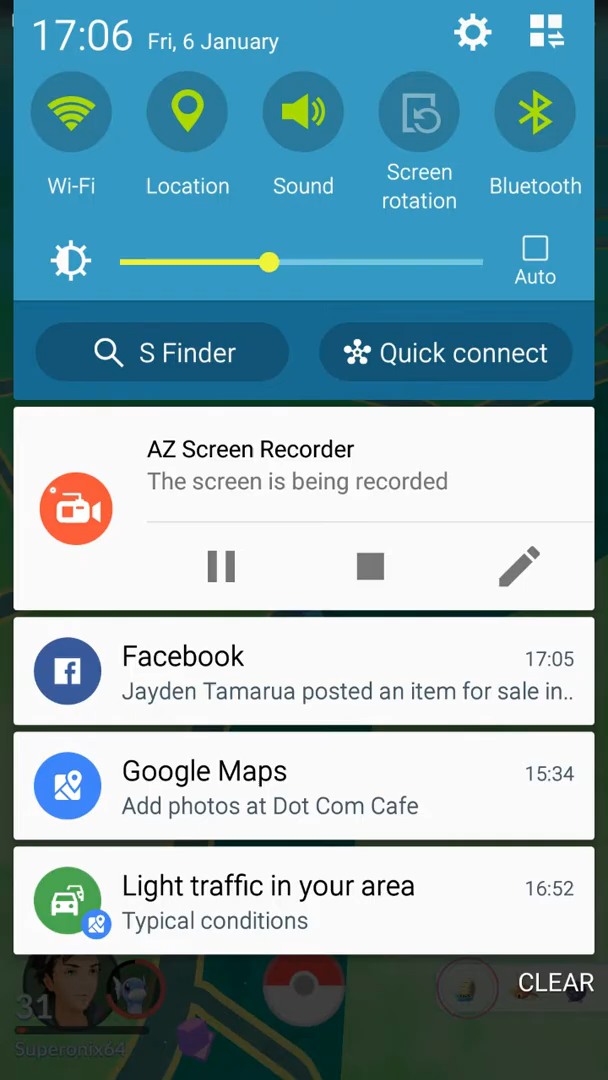 17:06 Fri, 6 January
Wi-Fi
Location
Sound
Screen
rotation
Bluetooth
Auto
S Finder
Quick connect
AZ Screen Recorder
The screen is being recorded
Facebook 17:05
Jayden Tamarua posted an item for sale in..
Google Maps 15:34
Add photos at Dot Com Cafe
Light traffic in your area 16:52
Typical conditions
CLEAR
31
Superonix64